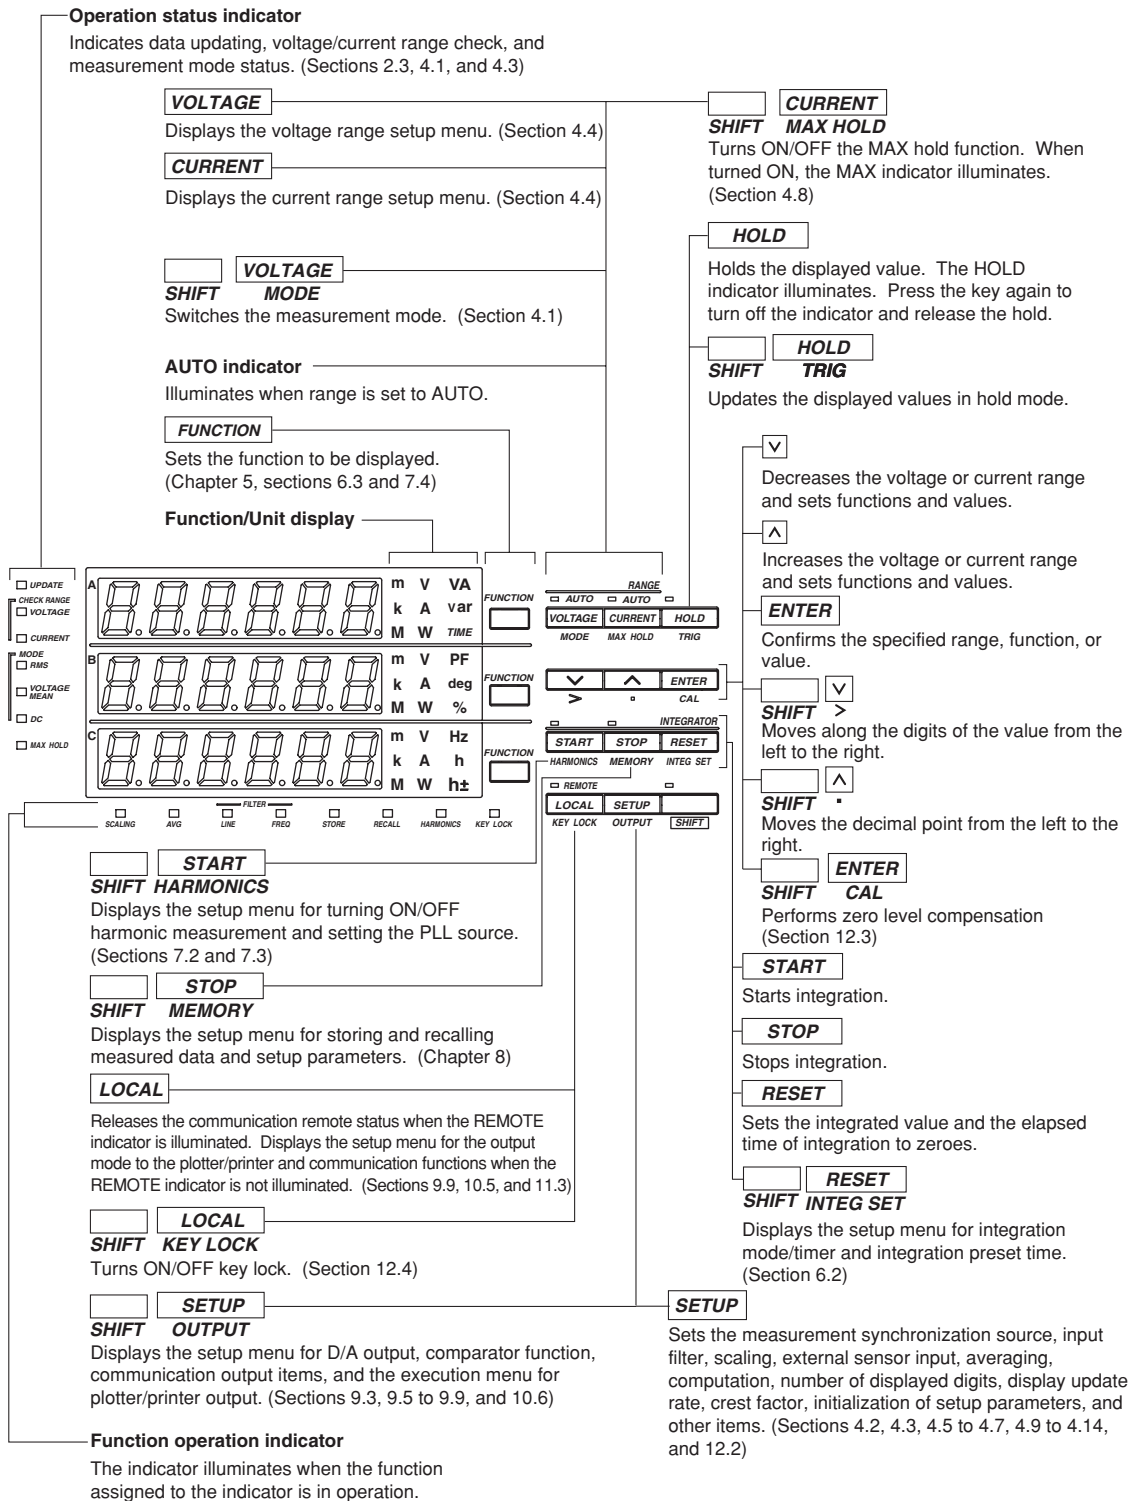 Operation status indicator
Indicates data updating, voltage/current range check, and
measurement mode status. (Sections 2.3, 4.1, and 4.3)
VOLTAGE
Displays the voltage range setup menu. (Section 4.4)
CURRENT
Displays the current range setup menu. (Section 4.4)
SHIFT
VOLTAGE
MODE
Switches the measurement mode. (Section 4.1)
AUTO indicator
Illuminates when range is set to AUTO.
FUNCTION
Sets the function to be displayed.
(Chapter 5, sections 6.3 and 7.4)
Function/Unit display
CURRENT
SHIFT MAX HOLD
Turns ON/OFF the MAX hold function. When
turned ON, the MAX indicator illuminates.
(Section 4.8)
HOLD
Holds the displayed value. The HOLD
indicator illuminates. Press the key again to
turn off the indicator and release the hold.
HOLD
SHIFT TRIG
Updates the displayed values in hold mode.
∨
Decreases the voltage or current range
and sets functions and values.
∧
Increases the voltage or current range
and sets functions and values.
ENTER
Confirms the specified range, function, or
value.
∨
SHIFT >
Moves along the digits of the value from the
left to the right.
∧
SHIFT .
Moves the decimal point from the left to the
right.
ENTER
SHIFT CAL
Performs zero level compensation
(Section 12.3)
START
Starts integration.
STOP
Stops integration.
RESET
Sets the integrated value and the elapsed
time of integration to zeroes.
RESET
SHIFT INTEG SET
Displays the setup menu for integration
mode/timer and integration preset time.
(Section 6.2)
UPDATE
CHECK RANGE
VOLTAGE
CURRENT
MODE
RMS
VOLTAGE
MEAN
DC
MAX HOLD
A 8.8.8.8.8.8.
m V VA
k A var
M W TIME
FUNCTION
B 8.8.8.8.8.8.
m V PF
k A deg
M W %
FUNCTION
C 8.8.8.8.8.8.
m V Hz
k A h
M W h±
FUNCTION
RANGE
AUTO AUTO
VOLTAGE CURRENT HOLD
MODE MAX HOLD TRIG
∨ ∧ ENTER
> . CAL
INTEGRATOR
START STOP RESET
HARMONICS MEMORY INTEG SET
REMOTE
LOCAL SETUP
KEY LOCK OUTPUT SHIFT
FILTER
SCALING AVG LINE FREQ STORE RECALL HARMONICS KEY LOCK
START
SHIFT HARMONICS
Displays the setup menu for turning ON/OFF
harmonic measurement and setting the PLL source.
(Sections 7.2 and 7.3)
STOP
SHIFT MEMORY
Displays the setup menu for storing and recalling
measured data and setup parameters. (Chapter 8)
LOCAL
Releases the communication remote status when the REMOTE
indicator is illuminated. Displays the setup menu for the output
mode to the plotter/printer and communication functions when the
REMOTE indicator is not illuminated. (Sections 9.9, 10.5, and 11.3)
LOCAL
SHIFT KEY LOCK
Turns ON/OFF key lock. (Section 12.4)
SETUP
SHIFT OUTPUT
Displays the setup menu for D/A output, comparator function,
communication output items, and the execution menu for
plotter/printer output. (Sections 9.3, 9.5 to 9.9, and 10.6)
SETUP
Sets the measurement synchronization source, input
filter, scaling, external sensor input, averaging,
computation, number of displayed digits, display update
rate, crest factor, initialization of setup parameters, and
other items. (Sections 4.2, 4.3, 4.5 to 4.7, 4.9 to 4.14,
and 12.2)
Function operation indicator
The indicator illuminates when the function
assigned to the indicator is in operation.